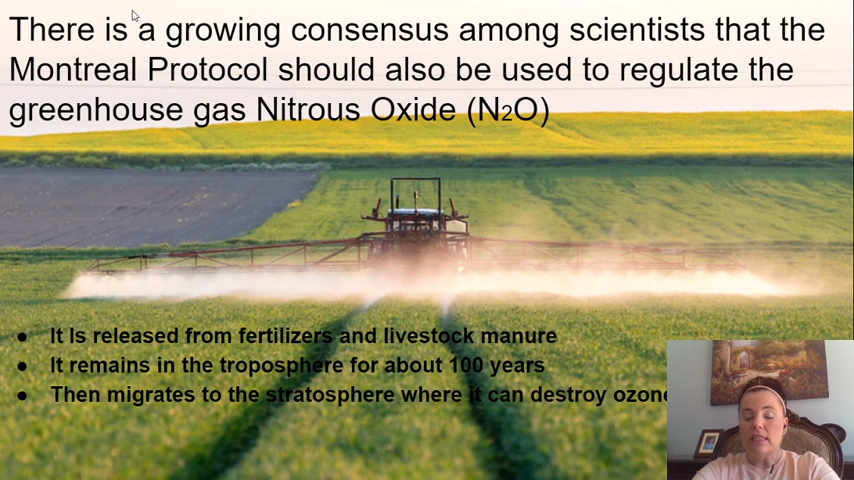 There is a growing consensus among scientists that the
Montreal Protocol should also be used to regulate the
greenhouse gas Nitrous Oxide (N2O)
● It Is released from fertilizers and livestock manure
● It remains in the troposphere for about 100 years
● Then migrates to the stratosphere where it can destroy ozone